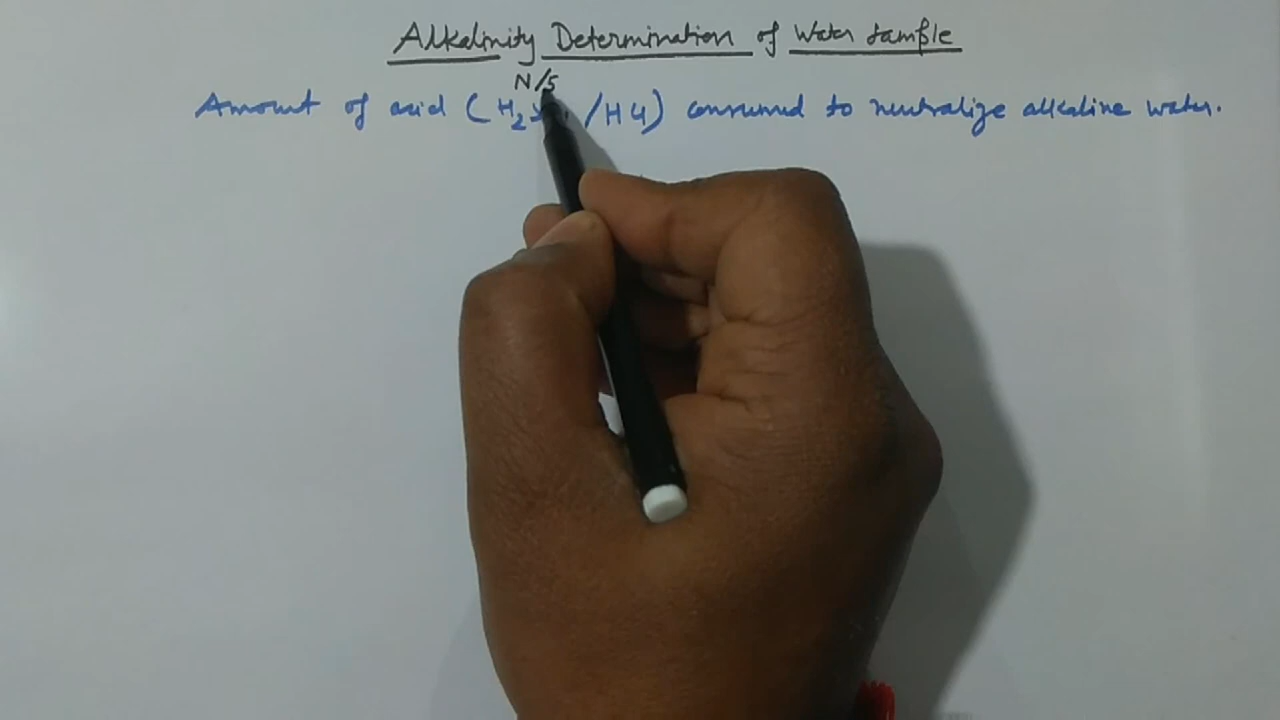 Alkalinity Determination of Water sample
N/5
Amount of acid (H2 /HCl) consumed to neutralize alkaline water.